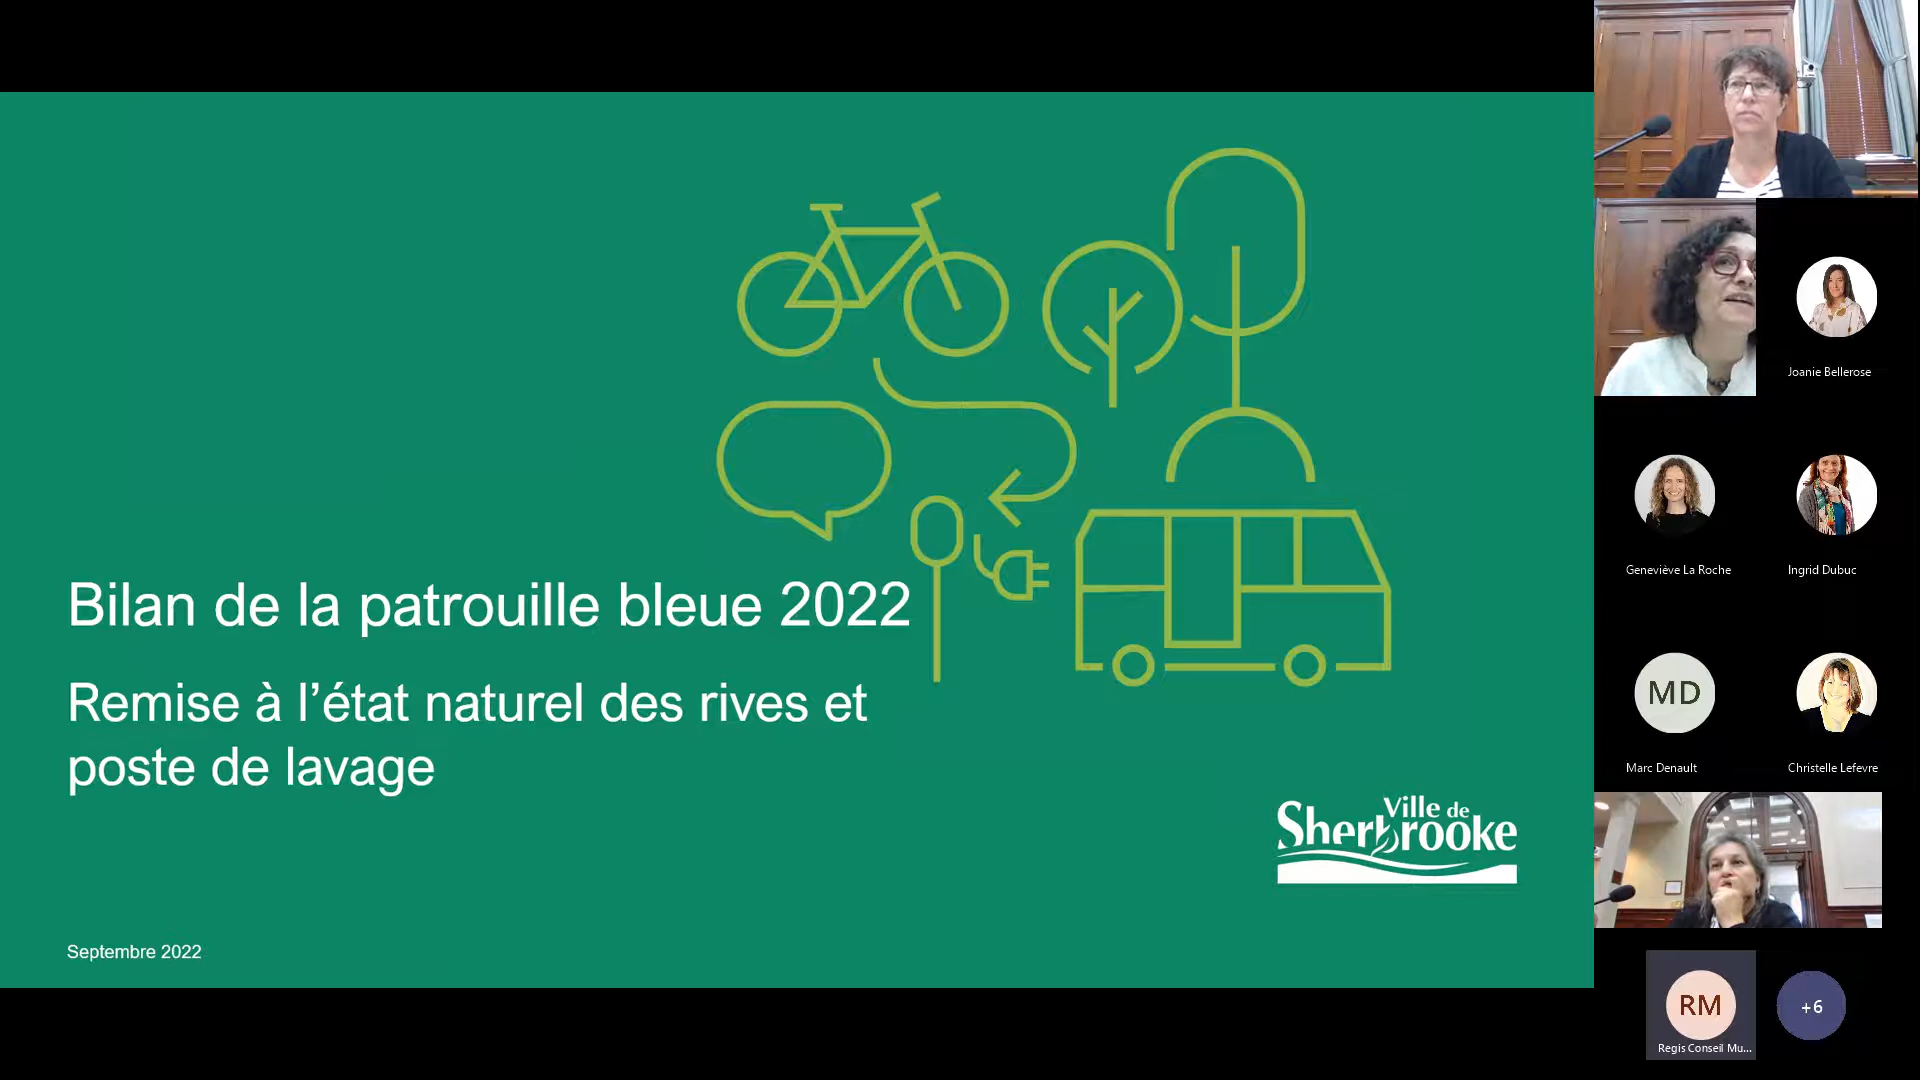 Bilan de la patrouille bleue 2022
Remise à l’état naturel des rives et
poste de lavage
Ville de
Sherbrooke
Septembre 2022
Joanie Bellerose
Geneviève La Roche
Ingrid Dubuc
MD
Marc Denault
Christelle Lefevre
RM
Regis Conseil Mu...
+6